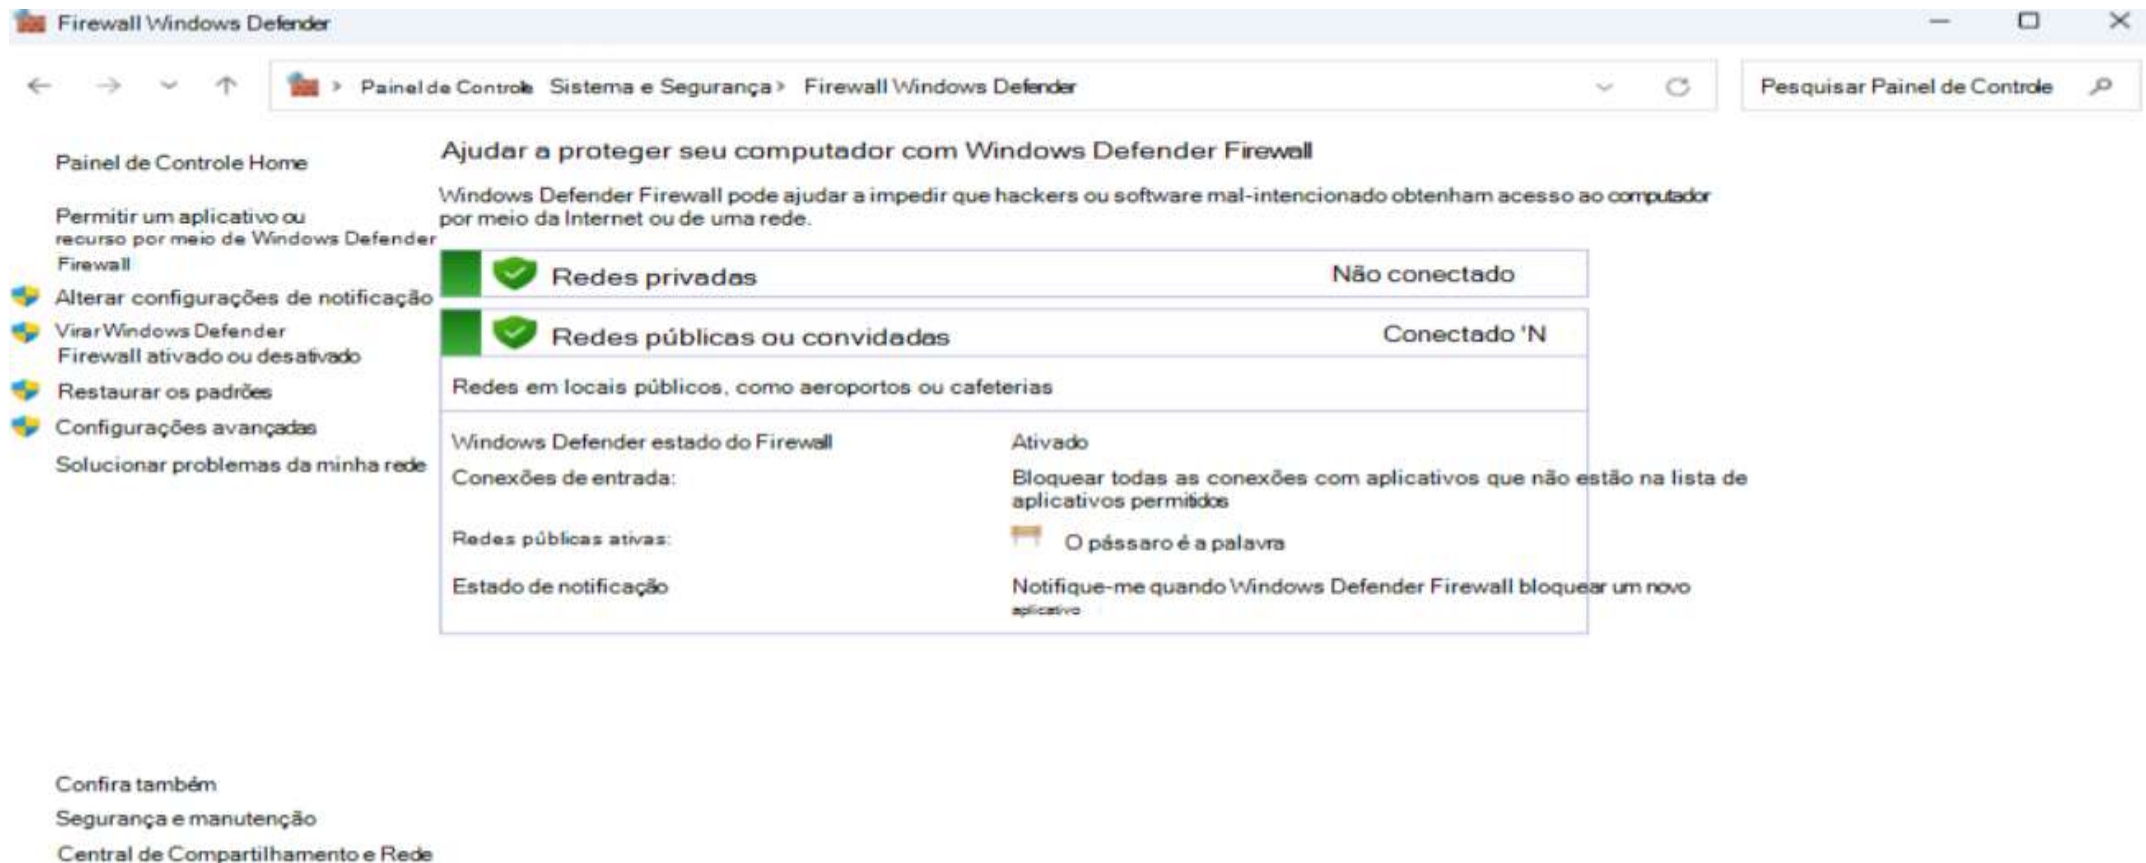 Firewall Windows Defender
Painel de Controle Sistema e Segurança > Firewall Windows Defender
Pesquisar Painel de Controle
Painel de Controle Home
Permitir um aplicativo ou
recurso por meio de Windows Defender
Firewall
Alterar configurações de notificação
Virar Windows Defender
Firewall ativado ou desativado
Restaurar os padrões
Configurações avançadas
Solucionar problemas da minha rede
Ajudar a proteger seu computador com Windows Defender Firewall
Windows Defender Firewall pode ajudar a impedir que hackers ou software mal-intencionado obtenham acesso ao computador
por meio da Internet ou de uma rede.
Redes privadas Não conectado
Redes públicas ou convidadas Conectado 'N
Redes em locais públicos, como aeroportos ou cafeterias
Windows Defender estado do Firewall Ativado
Conexões de entrada: Bloquear todas as conexões com aplicativos que não estão na lista de
aplicativos permitidos
Redes públicas ativas: O pássaro é a palavra
Estado de notificação Notifique-me quando Windows Defender Firewall bloquear um novo
aplicativo
Confira também
Segurança e manutenção
Central de Compartilhamento e Rede